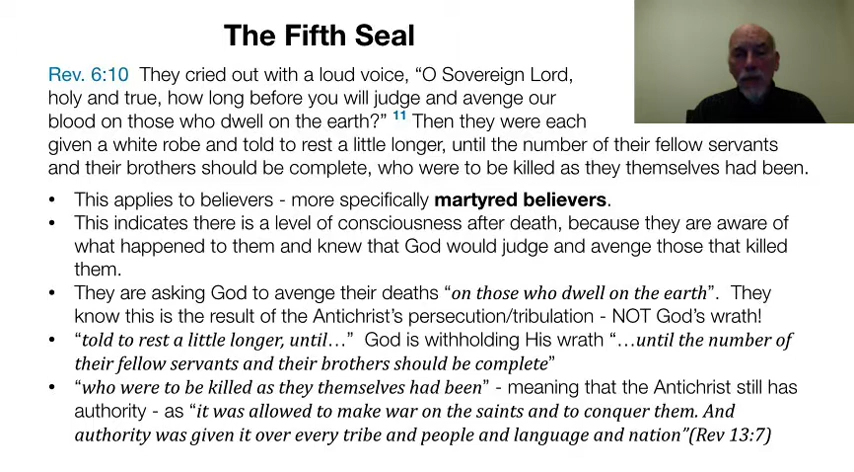 The Fifth Seal
Rev. 6:10 They cried out with a loud voice, “O Sovereign Lord,
holy and true, how long before you will judge and avenge our
blood on those who dwell on the earth?” 11 Then they were each
given a white robe and told to rest a little longer, until the number of their fellow servants
and their brothers should be complete, who were to be killed as they themselves had been.
• This applies to believers - more specifically martyred believers.
• This indicates there is a level of consciousness after death, because they are aware of
what happened to them and knew that God would judge and avenge those that killed
them.
• They are asking God to avenge their deaths “on those who dwell on the earth”. They
know this is the result of the Antichrist’s persecution/tribulation - NOT God’s wrath!
• “told to rest a little longer, until…” God is withholding His wrath “…until the number of
their fellow servants and their brothers should be complete”
• “who were to be killed as they themselves had been” - meaning that the Antichrist still has
authority - as “it was allowed to make war on the saints and to conquer them. And
authority was given it over every tribe and people and language and nation”(Rev 13:7)